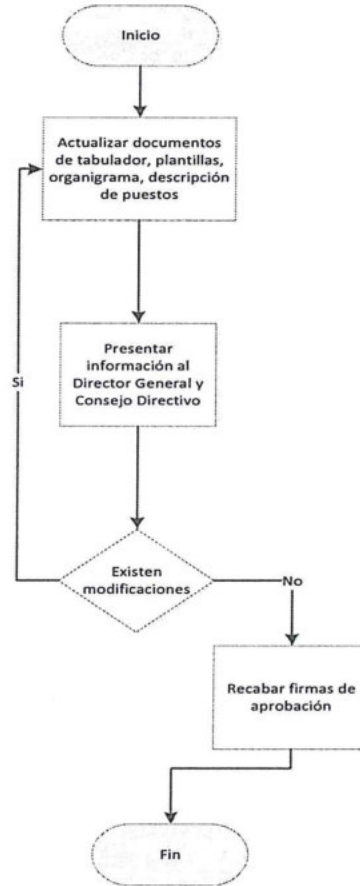 Inicio
Actualizar documentos
de tabulador, plantillas,
organigrama, descripción
de puestos
Presentar
información al
Director General y
Consejo Directivo
Si
Existen
modificaciones
No
Recabar firmas de
aprobación
Fin